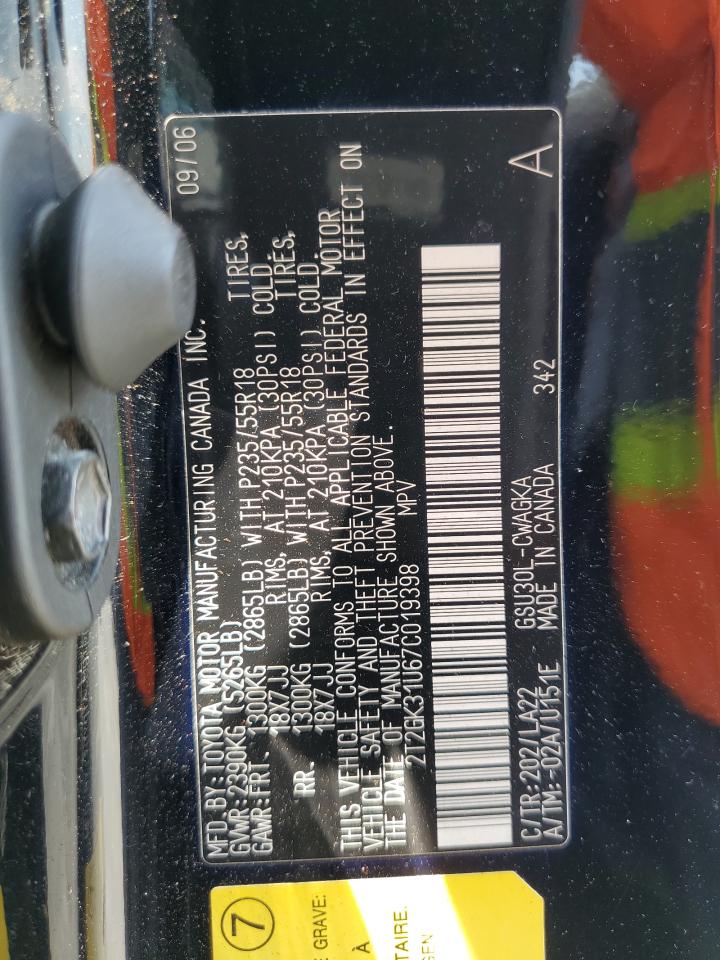 MFD.BY:TOYOTA MOTOR MANUFACTURING CANADA INC. 09/06
GVWR:2390KG (5265LB)
GAWR:FRT. 1300KG (2865LB) WITH P235/55R18 TIRES,
18X7JJ RIMS, AT 210KPA (30PSI) COLD.
RR. 1300KG (2865LB) WITH P235/55R18 TIRES,
18X7JJ RIMS, AT 210KPA (30PSI) COLD.
THIS VEHICLE CONFORMS TO ALL APPLICABLE FEDERAL MOTOR
VEHICLE SAFETY AND THEFT PREVENTION STANDARDS IN EFFECT ON
THE DATE OF MANUFACTURE SHOWN ABOVE.
2T2GK31U67C019398 MPV
C/TR:202/LA22 GSU30L-CWAGKA 342 A
A/TM:-02A/U151E MADE IN CANADA
7
GRAVE:
À
TAIRE.
GEN